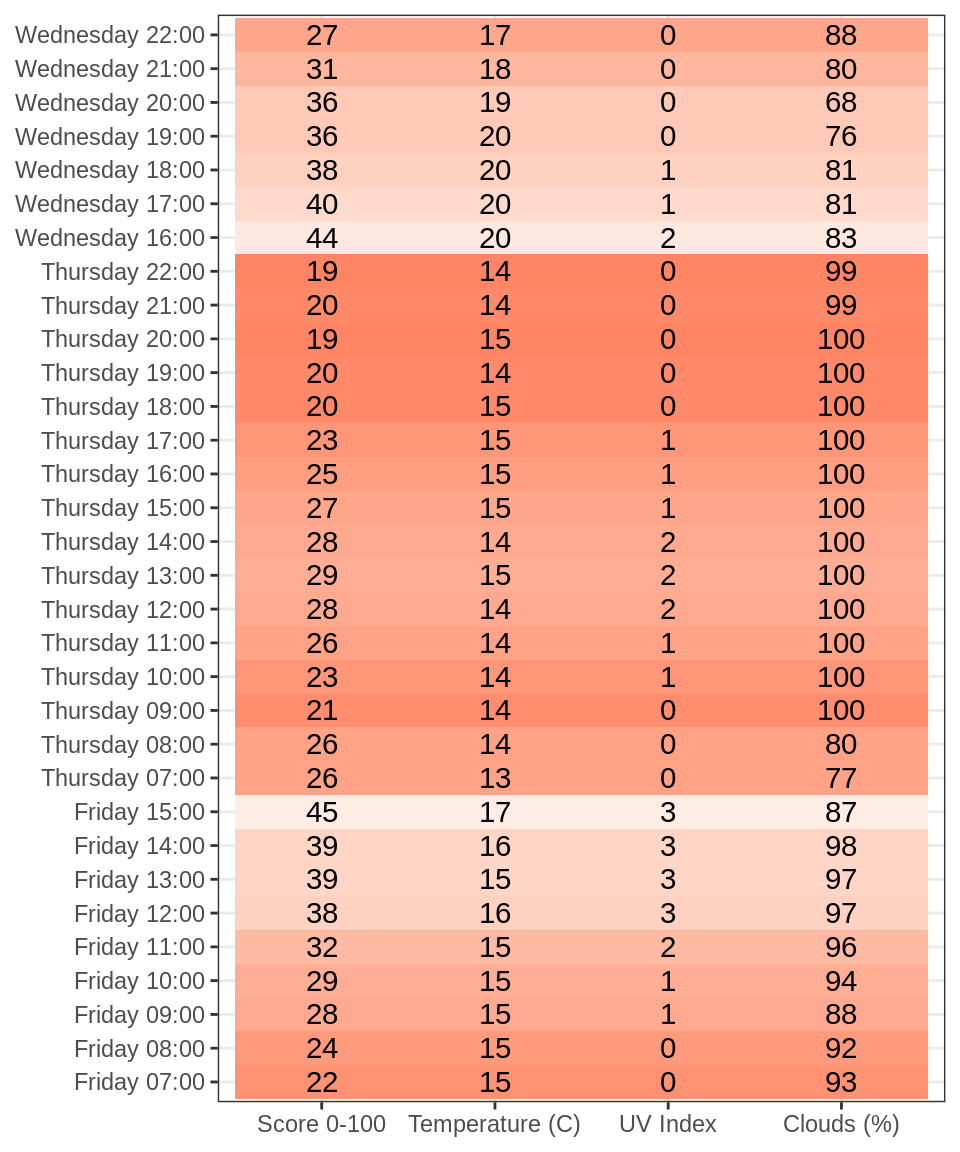 Wednesday 22:00 27 17 0 88
Wednesday 21:00 31 18 0 80
Wednesday 20:00 36 19 0 68
Wednesday 19:00 36 20 0 76
Wednesday 18:00 38 20 1 81
Wednesday 17:00 40 20 1 81
Wednesday 16:00 44 20 2 83
Thursday 22:00 19 14 0 99
Thursday 21:00 20 14 0 99
Thursday 20:00 19 15 0 100
Thursday 19:00 20 14 0 100
Thursday 18:00 20 15 0 100
Thursday 17:00 23 15 1 100
Thursday 16:00 25 15 1 100
Thursday 15:00 27 15 1 100
Thursday 14:00 28 14 2 100
Thursday 13:00 29 15 2 100
Thursday 12:00 28 14 2 100
Thursday 11:00 26 14 1 100
Thursday 10:00 23 14 1 100
Thursday 09:00 21 14 0 100
Thursday 08:00 26 14 0 80
Thursday 07:00 26 13 0 77
Friday 15:00 45 17 3 87
Friday 14:00 39 16 3 98
Friday 13:00 39 15 3 97
Friday 12:00 38 16 3 97
Friday 11:00 32 15 2 96
Friday 10:00 29 15 1 94
Friday 09:00 28 15 1 88
Friday 08:00 24 15 0 92
Friday 07:00 22 15 0 93
Score 0-100 Temperature (C) UV Index Clouds (%)